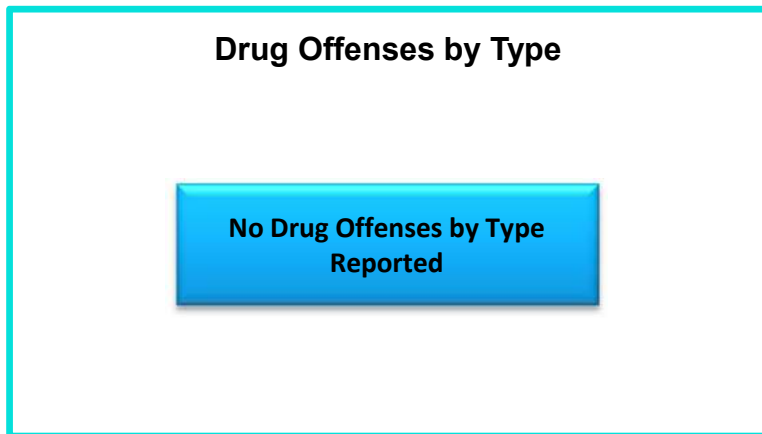 Drug Offenses by Type
No Drug Offenses by Type
Reported